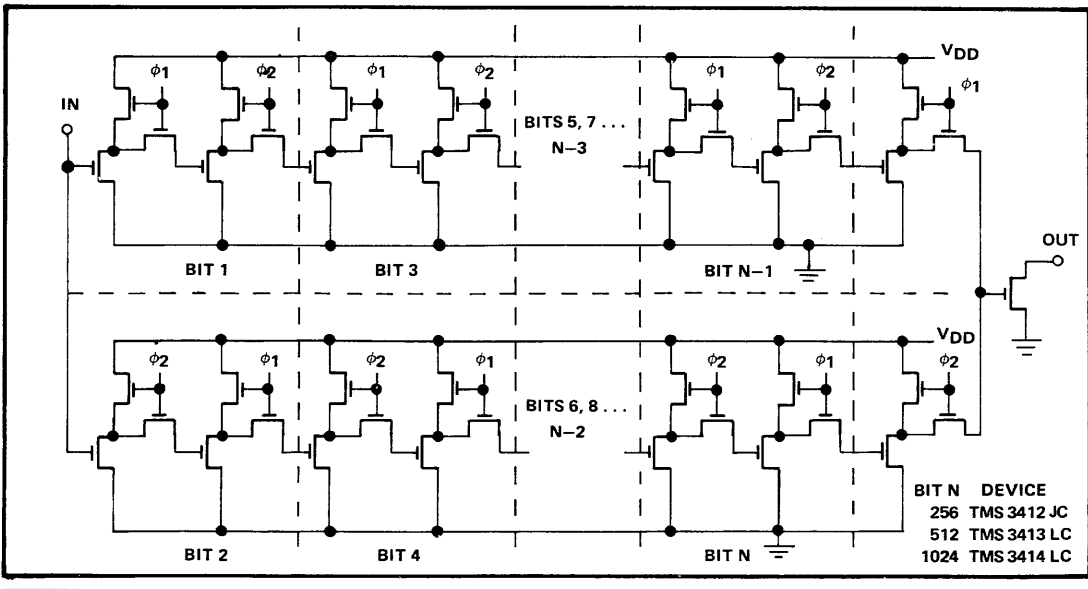 V_DD
ϕ1 ϕ2 ϕ1 ϕ2 ϕ1 ϕ2 ϕ1
IN
BITS 5, 7 . . .
N–3
OUT
BIT 1 BIT 3 BIT N–1
V_DD
ϕ2 ϕ1 ϕ2 ϕ1 ϕ2 ϕ1 ϕ2
BITS 6, 8 . . .
N–2
BIT N DEVICE
256 TMS 3412 JC
512 TMS 3413 LC
1024 TMS 3414 LC
BIT 2 BIT 4 BIT N